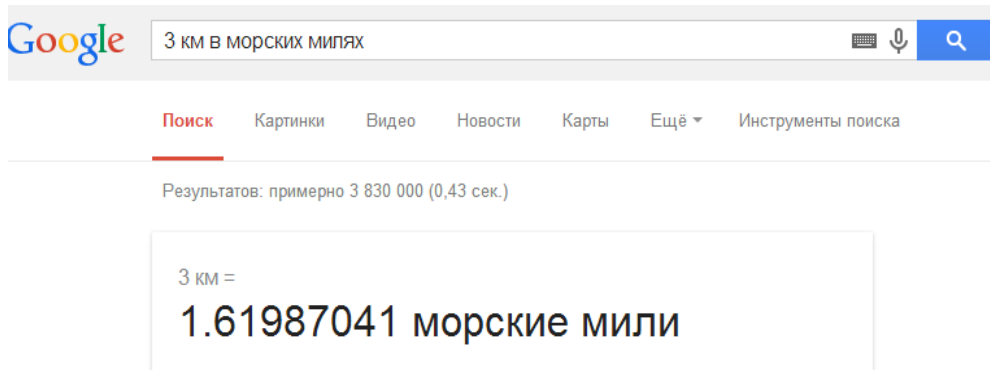 Google 3 км в морских милях
Поиск Картинки Видео Новости Карты Ещё Инструменты поиска
Результатов: примерно 3 830 000 (0,43 сек.)
3 км =
1.61987041 морские мили